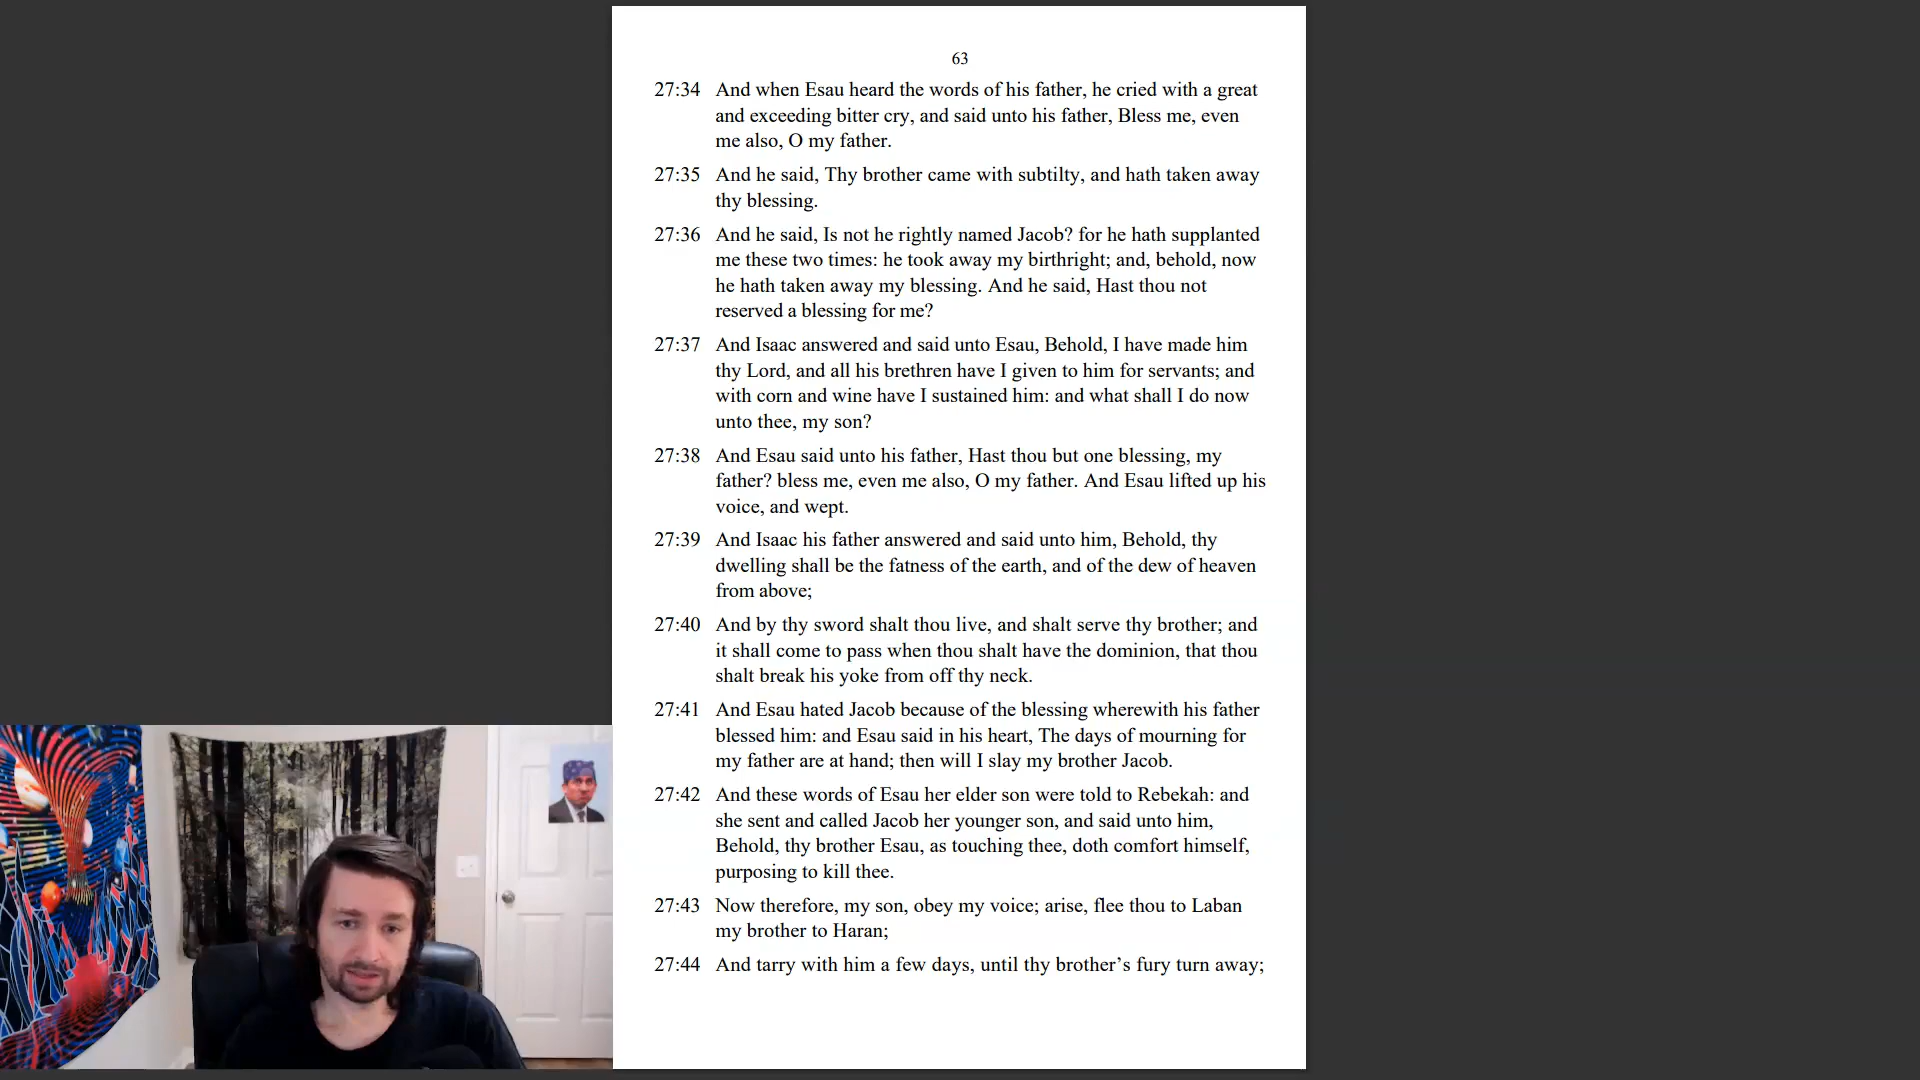 63
27:34 And when Esau heard the words of his father, he cried with a great
and exceeding bitter cry, and said unto his father, Bless me, even
me also, O my father.
27:35 And he said, Thy brother came with subtilty, and hath taken away
thy blessing.
27:36 And he said, Is not he rightly named Jacob? for he hath supplanted
me these two times: he took away my birthright; and, behold, now
he hath taken away my blessing. And he said, Hast thou not
reserved a blessing for me?
27:37 And Isaac answered and said unto Esau, Behold, I have made him
thy Lord, and all his brethren have I given to him for servants; and
with corn and wine have I sustained him: and what shall I do now
unto thee, my son?
27:38 And Esau said unto his father, Hast thou but one blessing, my
father? bless me, even me also, O my father. And Esau lifted up his
voice, and wept.
27:39 And Isaac his father answered and said unto him, Behold, thy
dwelling shall be the fatness of the earth, and of the dew of heaven
from above;
27:40 And by thy sword shalt thou live, and shalt serve thy brother; and
it shall come to pass when thou shalt have the dominion, that thou
shalt break his yoke from off thy neck.
27:41 And Esau hated Jacob because of the blessing wherewith his father
blessed him: and Esau said in his heart, The days of mourning for
my father are at hand; then will I slay my brother Jacob.
27:42 And these words of Esau her elder son were told to Rebekah: and
she sent and called Jacob her younger son, and said unto him,
Behold, thy brother Esau, as touching thee, doth comfort himself,
purposing to kill thee.
27:43 Now therefore, my son, obey my voice; arise, flee thou to Laban
my brother to Haran;
27:44 And tarry with him a few days, until thy brother’s fury turn away;